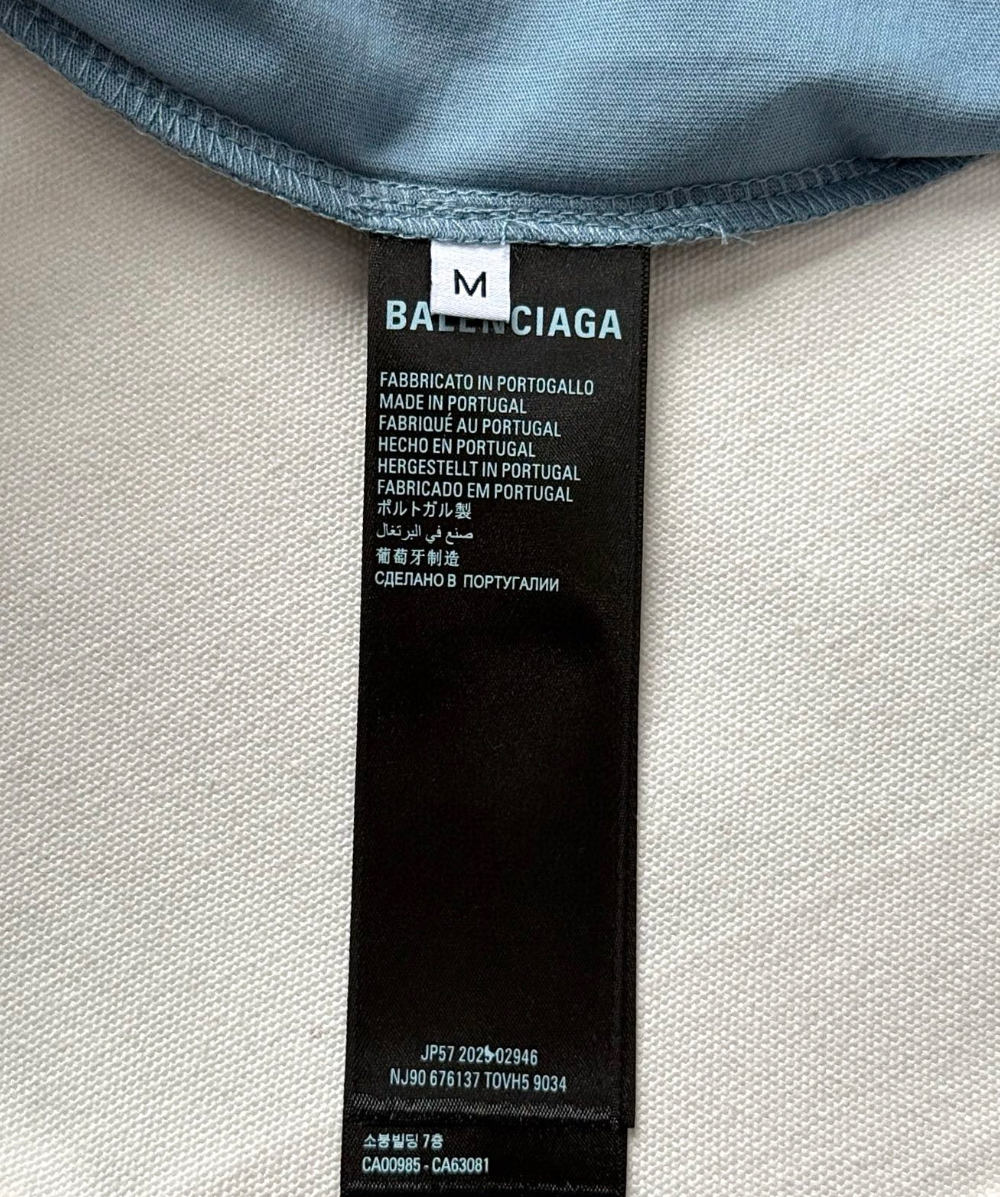 M
BALENCIAGA
FABBRICATO IN PORTOGALLO
MADE IN PORTUGAL
FABRIQUÉ AU PORTUGAL
HECHO EN PORTUGAL
HERGESTELLT IN PORTUGAL
FABRICADO EM PORTUGAL
ポルトガル製
صنع في البرتغال
葡萄牙制造
СДЕЛАНО В ПОРТУГАЛИИ
JP57
NJ90 676137 TOVH5 9034
소봉빌딩 7층
CA00985 - CA63081